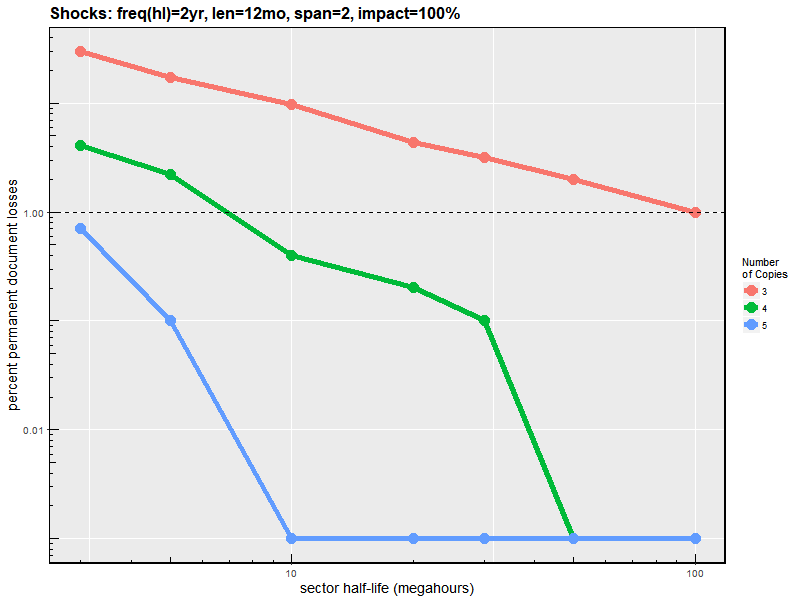 Shocks: freq(hl)=2yr, len=12mo, span=2, impact=100%
percent permanent document losses
1.00
0.01
10
100
sector half-life (megahours)
Number
of Copies
3
4
5